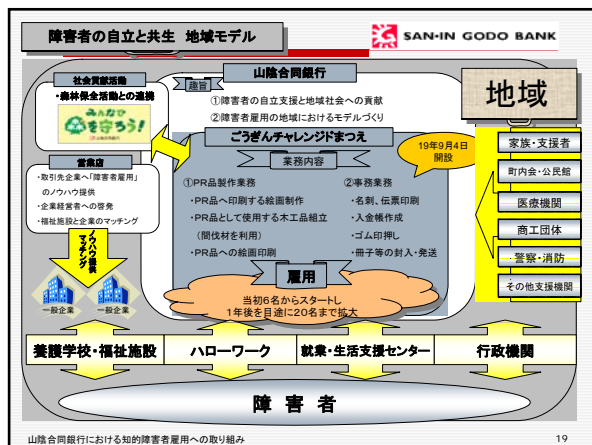 障害者の自立と共生 地域モデル
SAN-IN GODO BANK
社会貢献活動
・森林保全活動との連携
みんなで
森を守ろう!
山陰合同銀行
趣旨
①障害者の自立支援と地域社会への貢献
②障害者雇用の地域におけるモデルづくり
地域
ごうぎんチャレンジドまつえ
19年9月4日
開設
業務内容
営業店
・取引先企業へ「障害者雇用」
のノウハウ提供
・企業経営者への啓発
・福祉施設と企業のマッチング
①PR品製作業務
・PR品へ印刷する絵画制作
・PR品として使用する木工品組立
(間伐材を利用)
・PR品への絵画印刷
②事務業務
・名刺、伝票印刷
・入金帳作成
・ゴム印押し
・冊子等の封入・発送
家族・支援者
町内会・公民館
医療機関
商工団体
・警察・消防
その他支援機関
ノウハウ提供
マッチング
一般企業
一般企業
雇用
当初6名からスタートし
1年後を目途に20名まで拡大
養護学校・福祉施設
ハローワーク
就業・生活支援センター
行政機関
障 害 者
山陰合同銀行における知的障害者雇用への取り組み
19